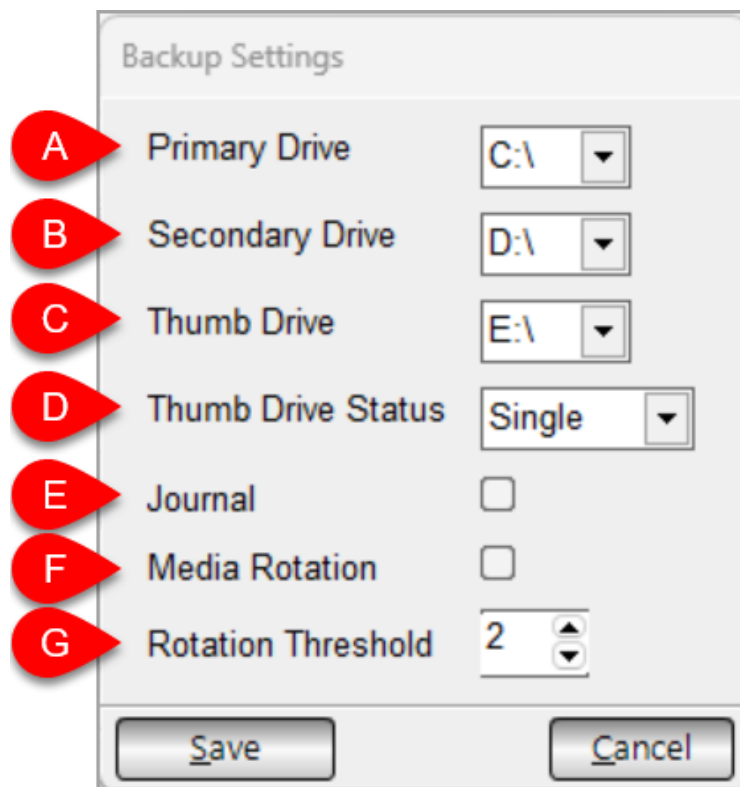 Backup Settings
A Primary Drive C:\
B Secondary Drive D:\
C Thumb Drive E:\
D Thumb Drive Status Single
E Journal
F Media Rotation
G Rotation Threshold 2
Save Cancel